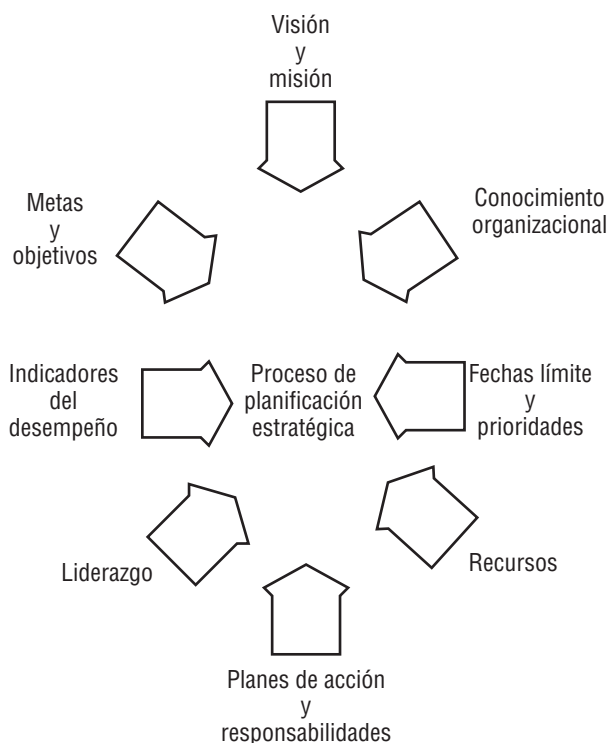 Visión
y
misión
Metas
y
objetivos
Conocimiento
organizacional
Indicadores
del
desempeño
Proceso de
planificación
estratégica
Fechas límite
y
prioridades
Liderazgo
Recursos
Planes de acción
y
responsabilidades